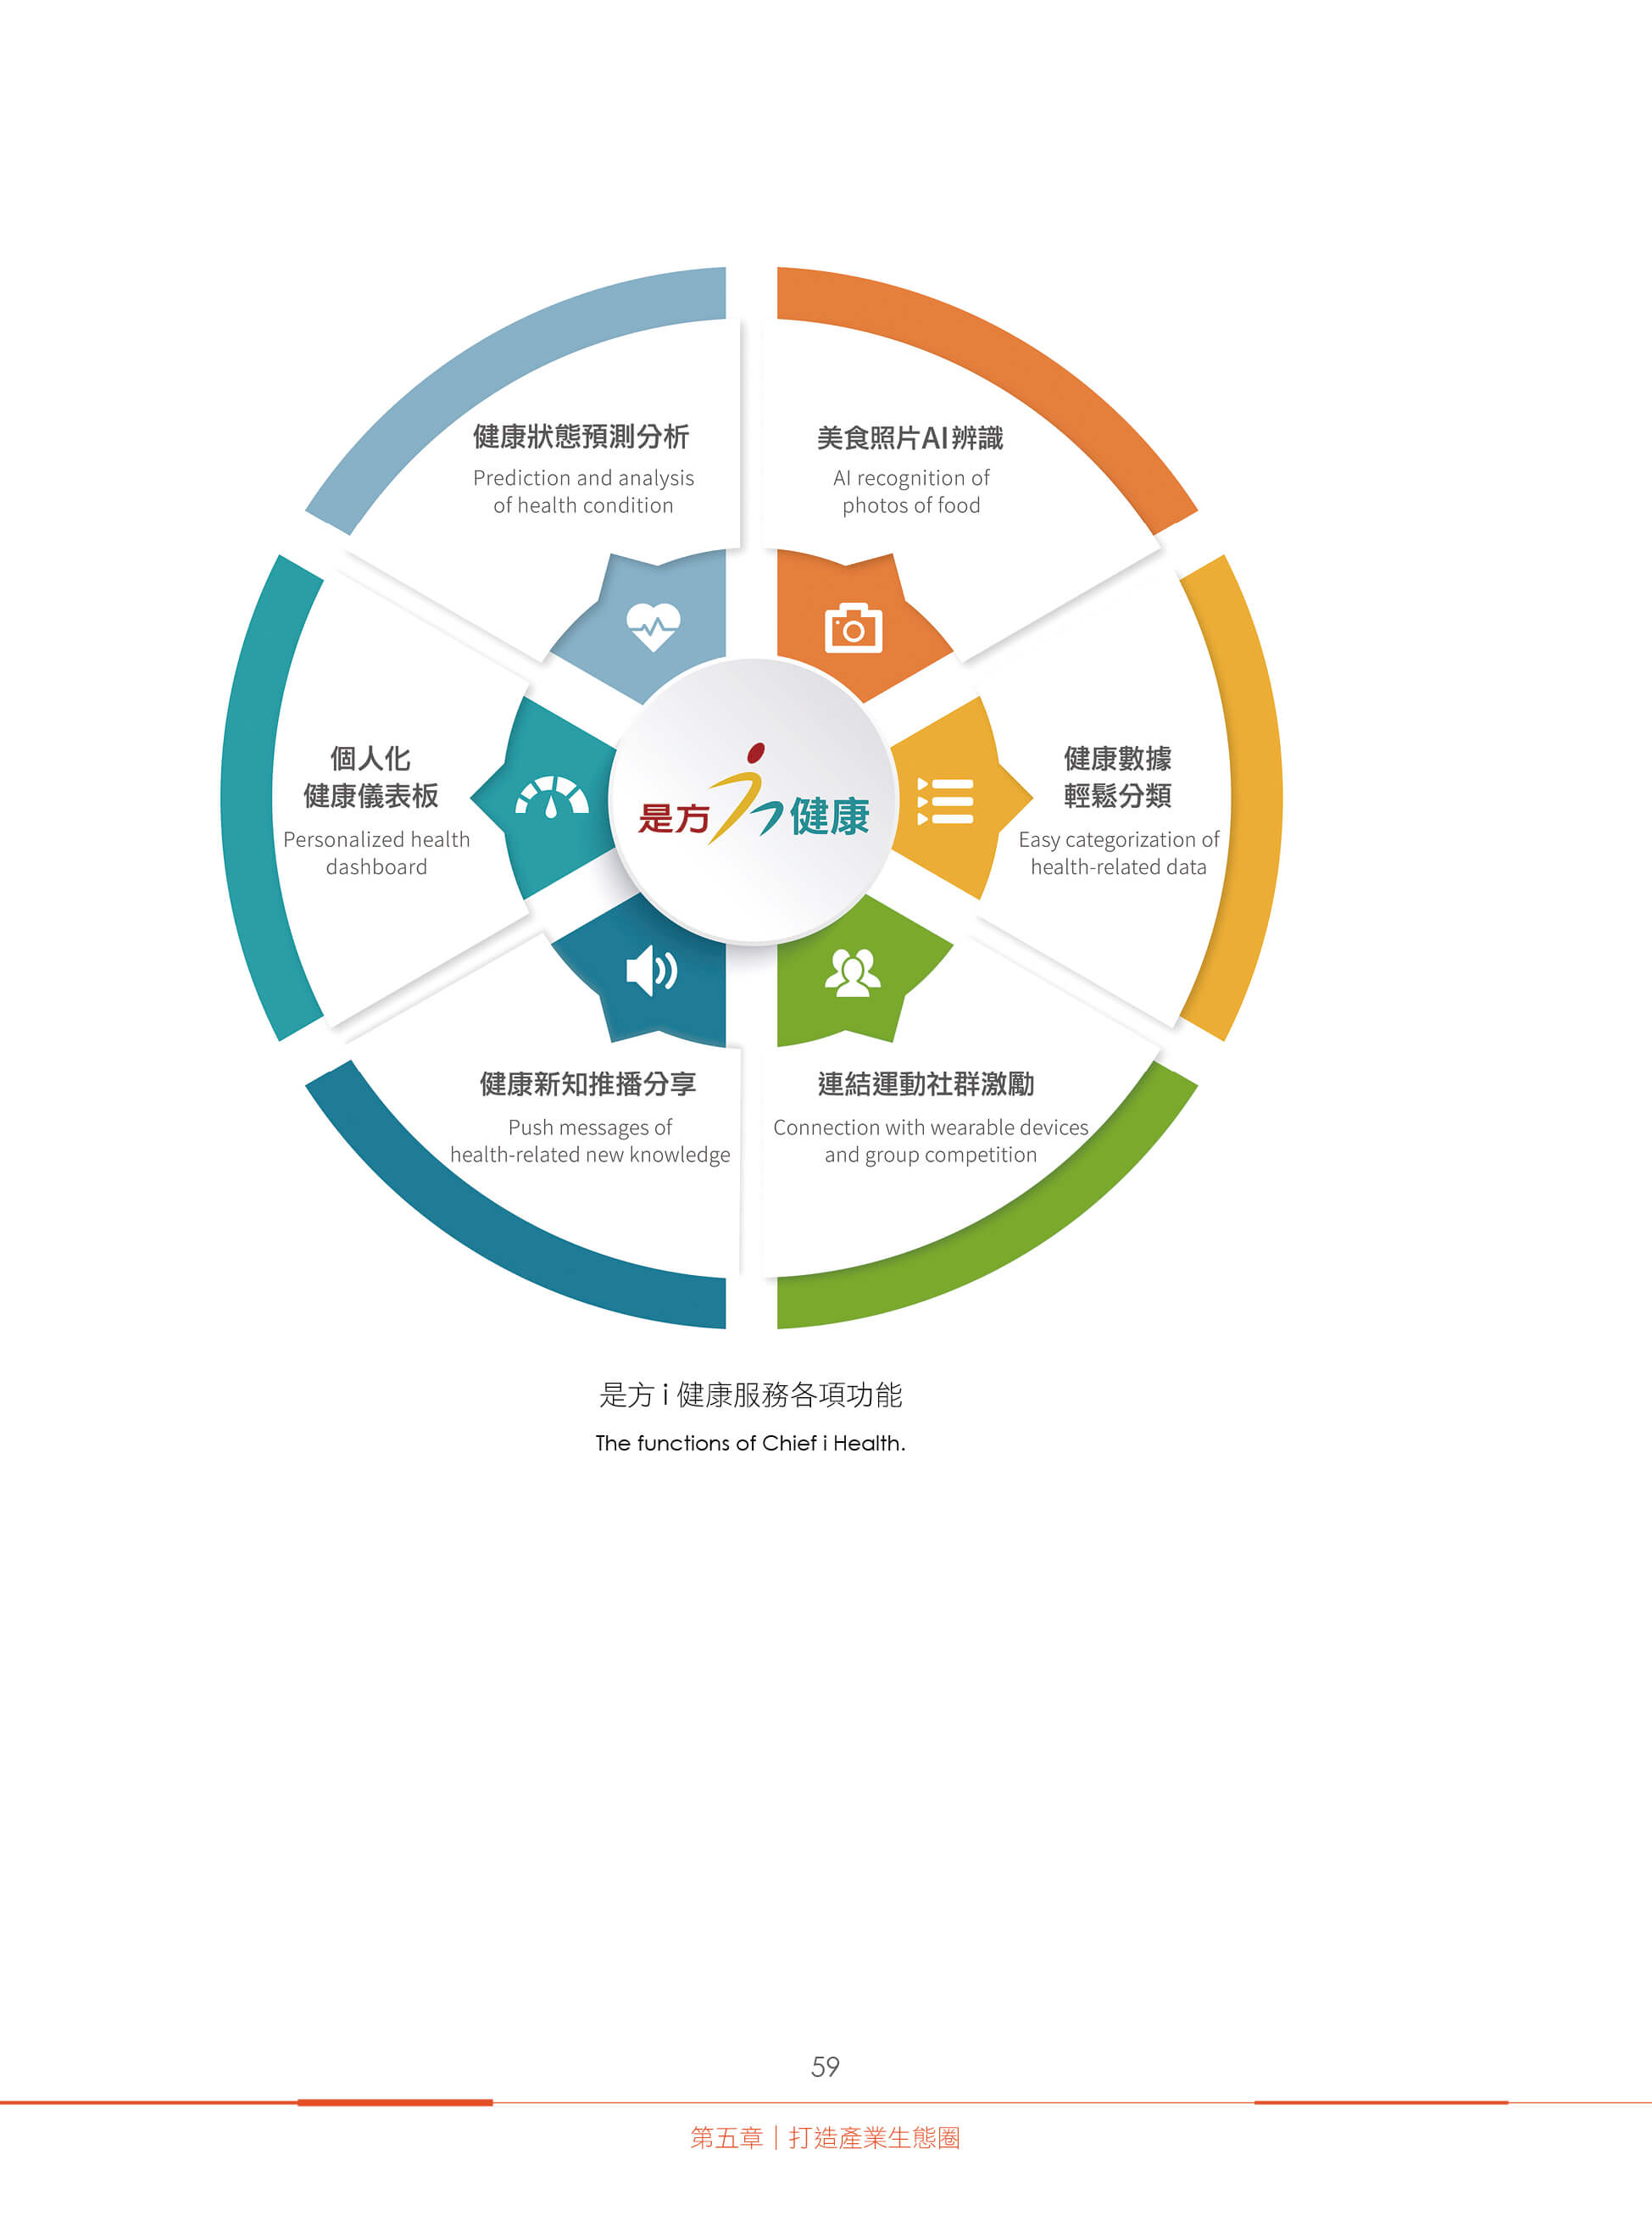 健康狀態預測分析
Prediction and analysis
of health condition
美食照片AI辨識
AI recognition of
photos of food
個人化
健康儀表板
Personalized health
dashboard
是方 i 健康
健康數據
輕鬆分類
Easy categorization of
health-related data
健康新知推播分享
Push messages of
health-related new knowledge
連結運動社群激勵
Connection with wearable devices
and group competition
是方 i 健康服務各項功能
The functions of Chief i Health.
59
第五章｜打造產業生態圈